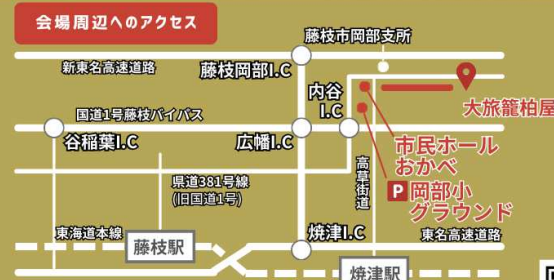 会場周辺へのアクセス
藤枝市岡部支所
新東名高速道路
藤枝岡部I.C
内谷
I.C
大旅籠柏屋
国道1号藤枝バイパス
谷稲葉I.C
広幡I.C
市民ホール
おかべ
高草街道
P 岡部小
グラウンド
県道381号線
(旧国道1号)
東海道本線
藤枝駅
焼津I.C
東名高速道路
焼津駅